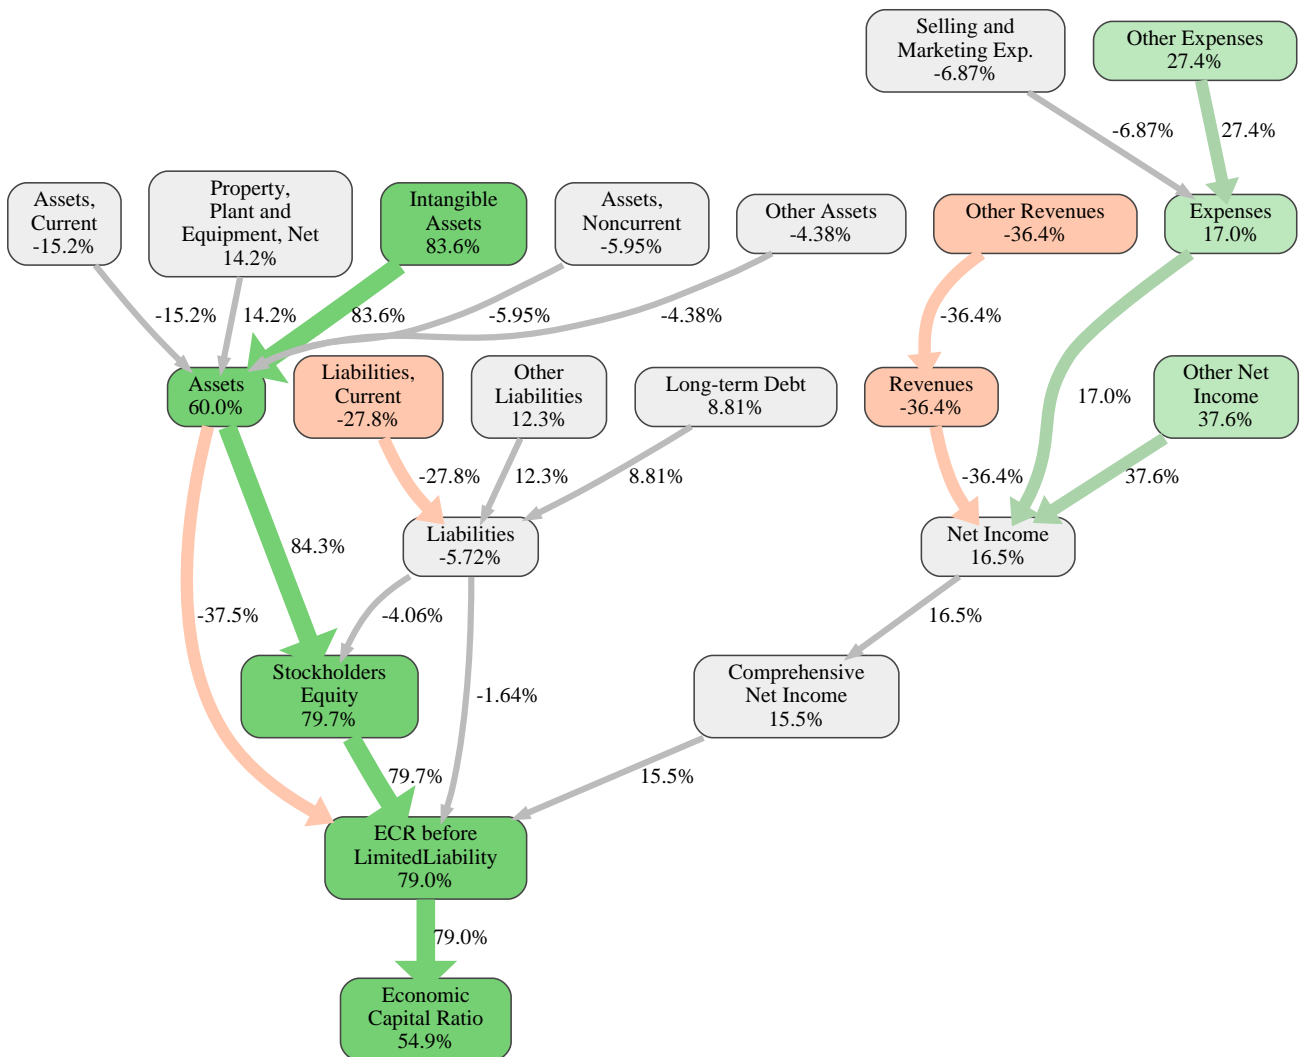 Selling and
Marketing Exp.
-6.87%
Other Expenses
27.4%
-6.87%
27.4%
Assets,
Current
-15.2%
Property,
Plant and
Equipment, Net
14.2%
Intangible
Assets
83.6%
Assets,
Noncurrent
-5.95%
Other Assets
-4.38%
Other Revenues
-36.4%
Expenses
17.0%
-15.2%
14.2%
83.6%
-5.95%
-4.38%
-36.4%
Assets
60.0%
Liabilities,
Current
-27.8%
Other
Liabilities
12.3%
Long-term Debt
8.81%
Revenues
-36.4%
17.0%
Other Net
Income
37.6%
-27.8%
12.3%
8.81%
-36.4%
37.6%
84.3%
Liabilities
-5.72%
Net Income
16.5%
-37.5%
-4.06%
16.5%
Stockholders
Equity
79.7%
-1.64%
Comprehensive
Net Income
15.5%
79.7%
15.5%
ECR before
LimitedLiability
79.0%
79.0%
Economic
Capital Ratio
54.9%